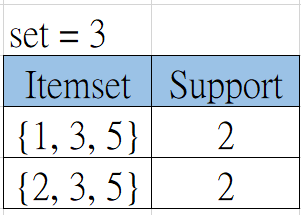 set = 3
Itemset Support
{1, 3, 5} 2
{2, 3, 5} 2